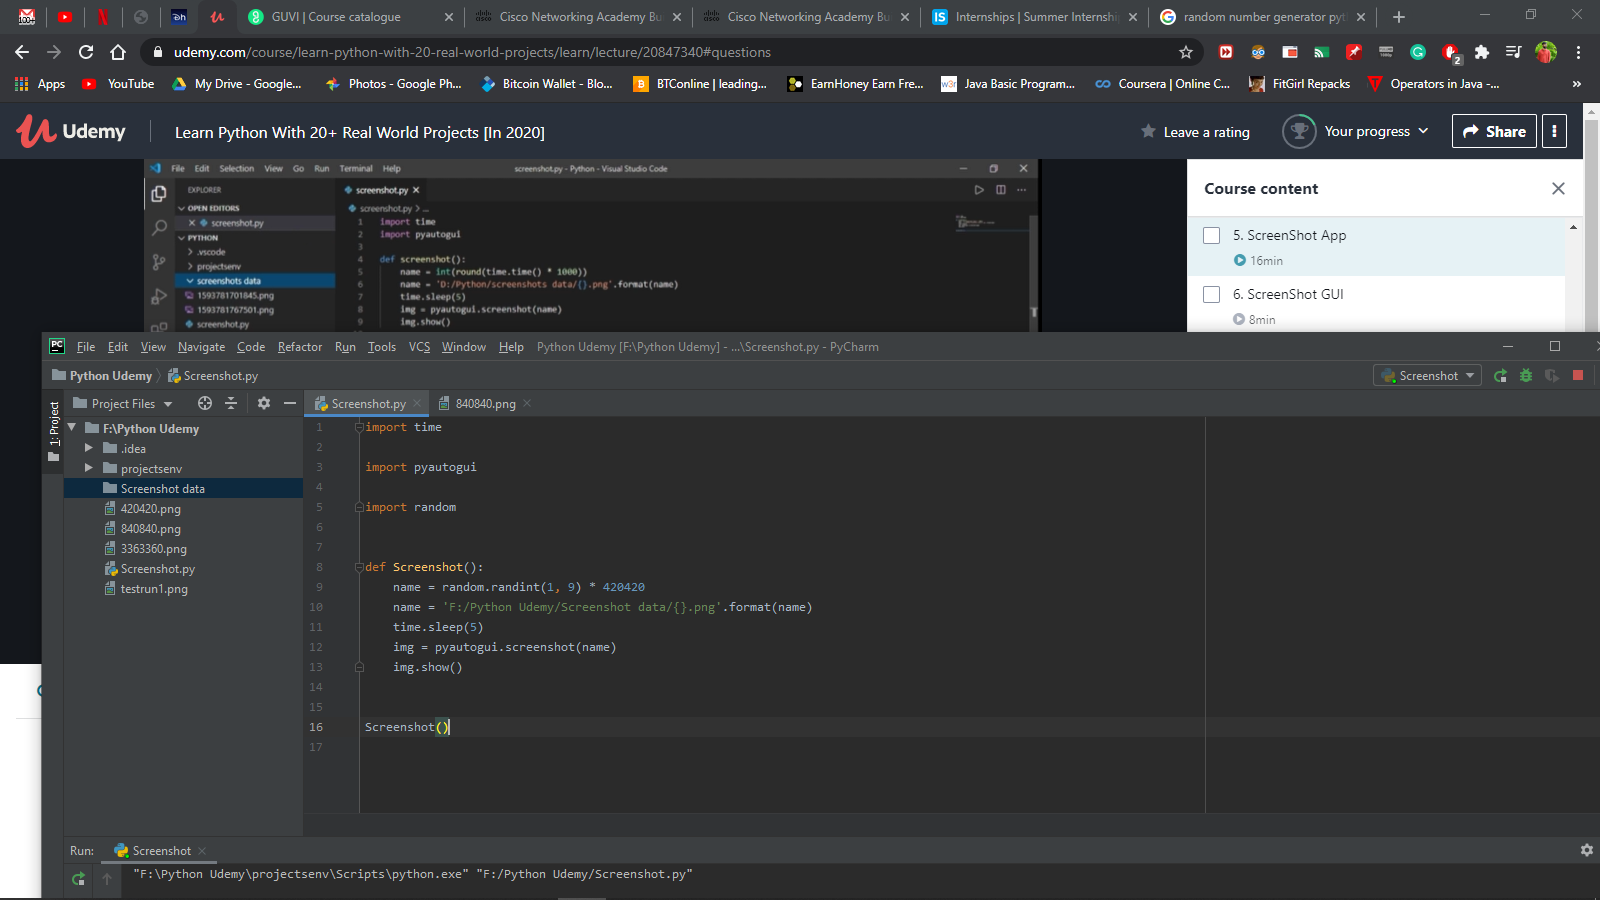 100+
GUVI | Course catalogue
Cisco Networking Academy Bu
Cisco Networking Academy Bu
IS
Internships | Summer Internshi
random number generator pyt
udemy.com/course/learn-python-with-20-real-world-projects/learn/lecture/20847340#questions
2
Apps
YouTube
My Drive - Google...
Photos - Google Ph...
Bitcoin Wallet - Blo...
BTConline | leading...
EarnHoney Earn Fre...
Java Basic Program...
Coursera | Online C...
FitGirl Repacks
Operators in Java -...
Udemy
Learn Python With 20+ Real World Projects [In 2020]
Leave a rating
Your progress
Share
File Edit Selection View Go Run Terminal Help
screenshot.py - Python - Visual Studio Code
EXPLORER
OPEN EDITORS
screenshot.py
PYTHON
.vscode
projectsenv
screenshots data
1593781701845.png
1593781767501.png
screenshot.py
screenshot.py
screenshot.py > ...
1 import time
2 import pyautogui
3
4 def screenshot():
5 name = int(round(time.time() * 1000))
6 name = 'D:/Python/screenshots data/{}.png'.format(name)
7 time.sleep(5)
8 img = pyautogui.screenshot(name)
9 img.show()
Course content
5. ScreenShot App
16min
6. ScreenShot GUI
8min
PC
File Edit View Navigate Code Refactor Run Tools VCS Window Help
Python Udemy [F:\Python Udemy] - ...\Screenshot.py - PyCharm
Python Udemy
Screenshot.py
Screenshot
1: Project
Project Files
F:\Python Udemy
.idea
projectsenv
Screenshot data
420420.png
840840.png
3363360.png
Screenshot.py
testrun1.png
Screenshot.py
840840.png
1 import time
2
3 import pyautogui
4
5 import random
6
7
8 def Screenshot():
9 name = random.randint(1, 9) * 420420
10 name = 'F:/Python Udemy/Screenshot data/{}.png'.format(name)
11 time.sleep(5)
12 img = pyautogui.screenshot(name)
13 img.show()
14
15
16 Screenshot()
17
Run:
Screenshot
"F:\Python Udemy\projectsenv\Scripts\python.exe" "F:/Python Udemy/Screenshot.py"